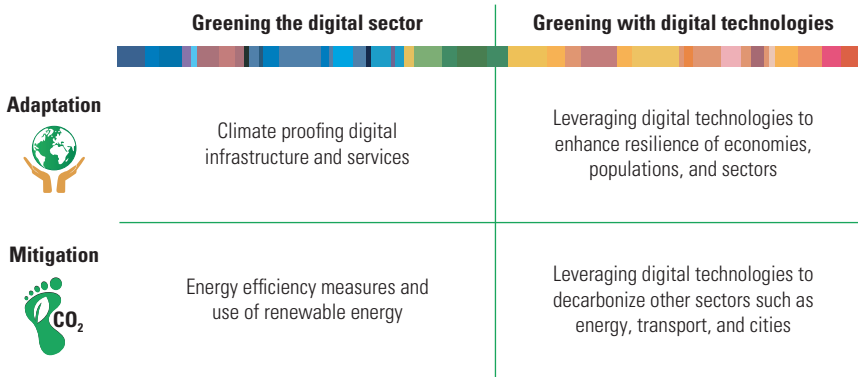 Greening the digital sector
Greening with digital technologies
Adaptation
Climate proofing digital
infrastructure and services
Leveraging digital technologies to
enhance resilience of economies,
populations, and sectors
Mitigation
CO₂
Energy efficiency measures and
use of renewable energy
Leveraging digital technologies to
decarbonize other sectors such as
energy, transport, and cities